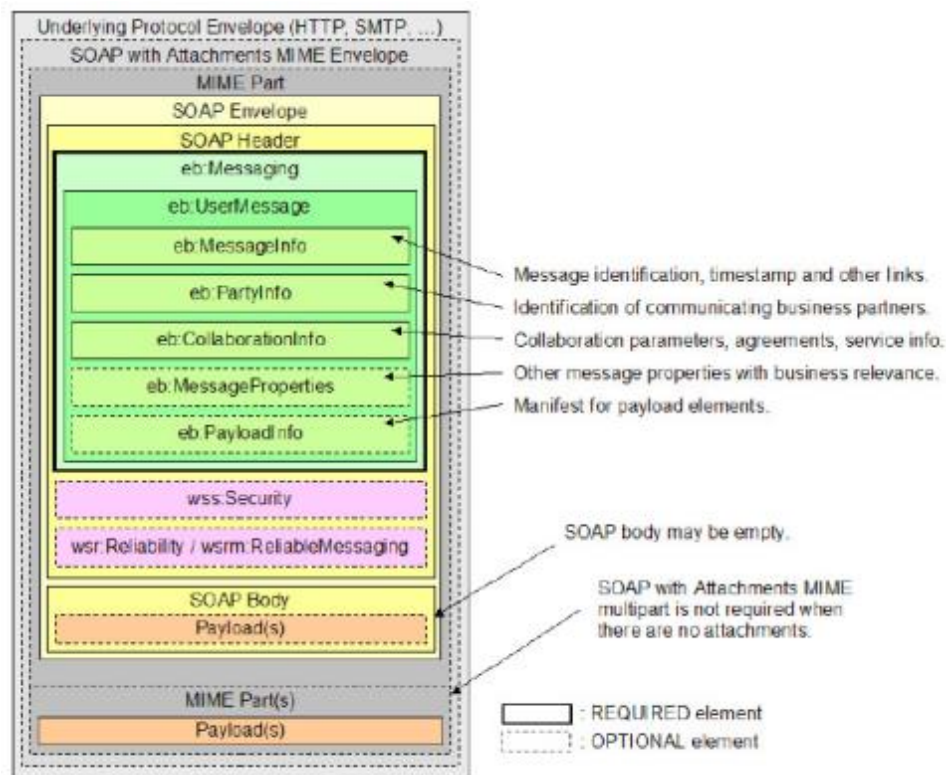 Underlying Protocol Envelope (HTTP, SMTP, …)
SOAP with Attachments MIME Envelope
MIME Part
SOAP Envelope
SOAP Header
eb:Messaging
eb:UserMessage
eb:MessageInfo
eb:PartyInfo
eb:CollaborationInfo
eb:MessageProperties
eb:PayloadInfo
Message identification, timestamp and other links.
Identification of communicating business partners.
Collaboration parameters, agreements, service info.
Other message properties with business relevance.
Manifest for payload elements.
wss:Security
wsr:Reliability / wsrm:ReliableMessaging
SOAP Body
Payload(s)
SOAP body may be empty.
SOAP with Attachments MIME
multipart is not required when
there are no attachments.
MIME Part(s)
Payload(s)
: REQUIRED element
: OPTIONAL element